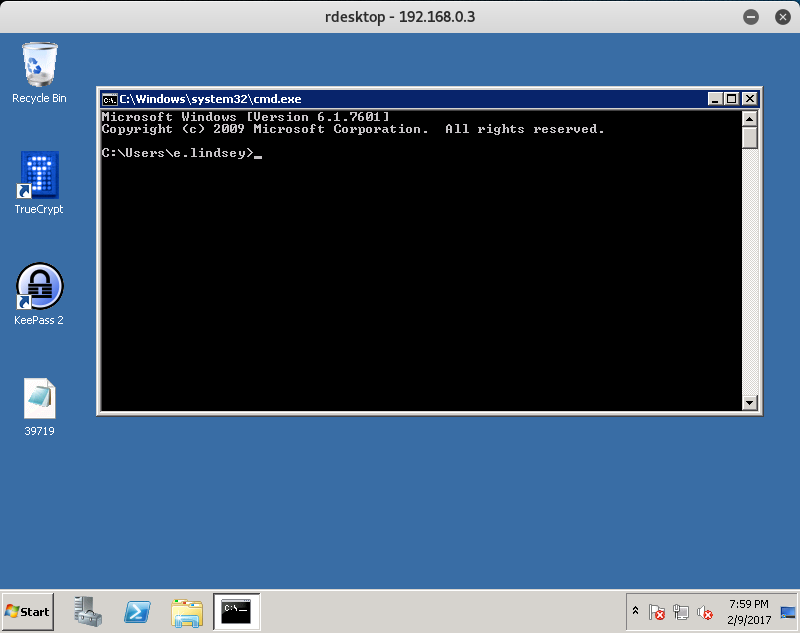 rdesktop - 192.168.0.3
Recycle Bin
TrueCrypt
KeePass 2
39719
C:\Windows\system32\cmd.exe
Microsoft Windows [Version 6.1.7601]
Copyright (c) 2009 Microsoft Corporation.  All rights reserved.
C:\Users\e.lindsey>_
Start
C:\_
7:59 PM
2/9/2017